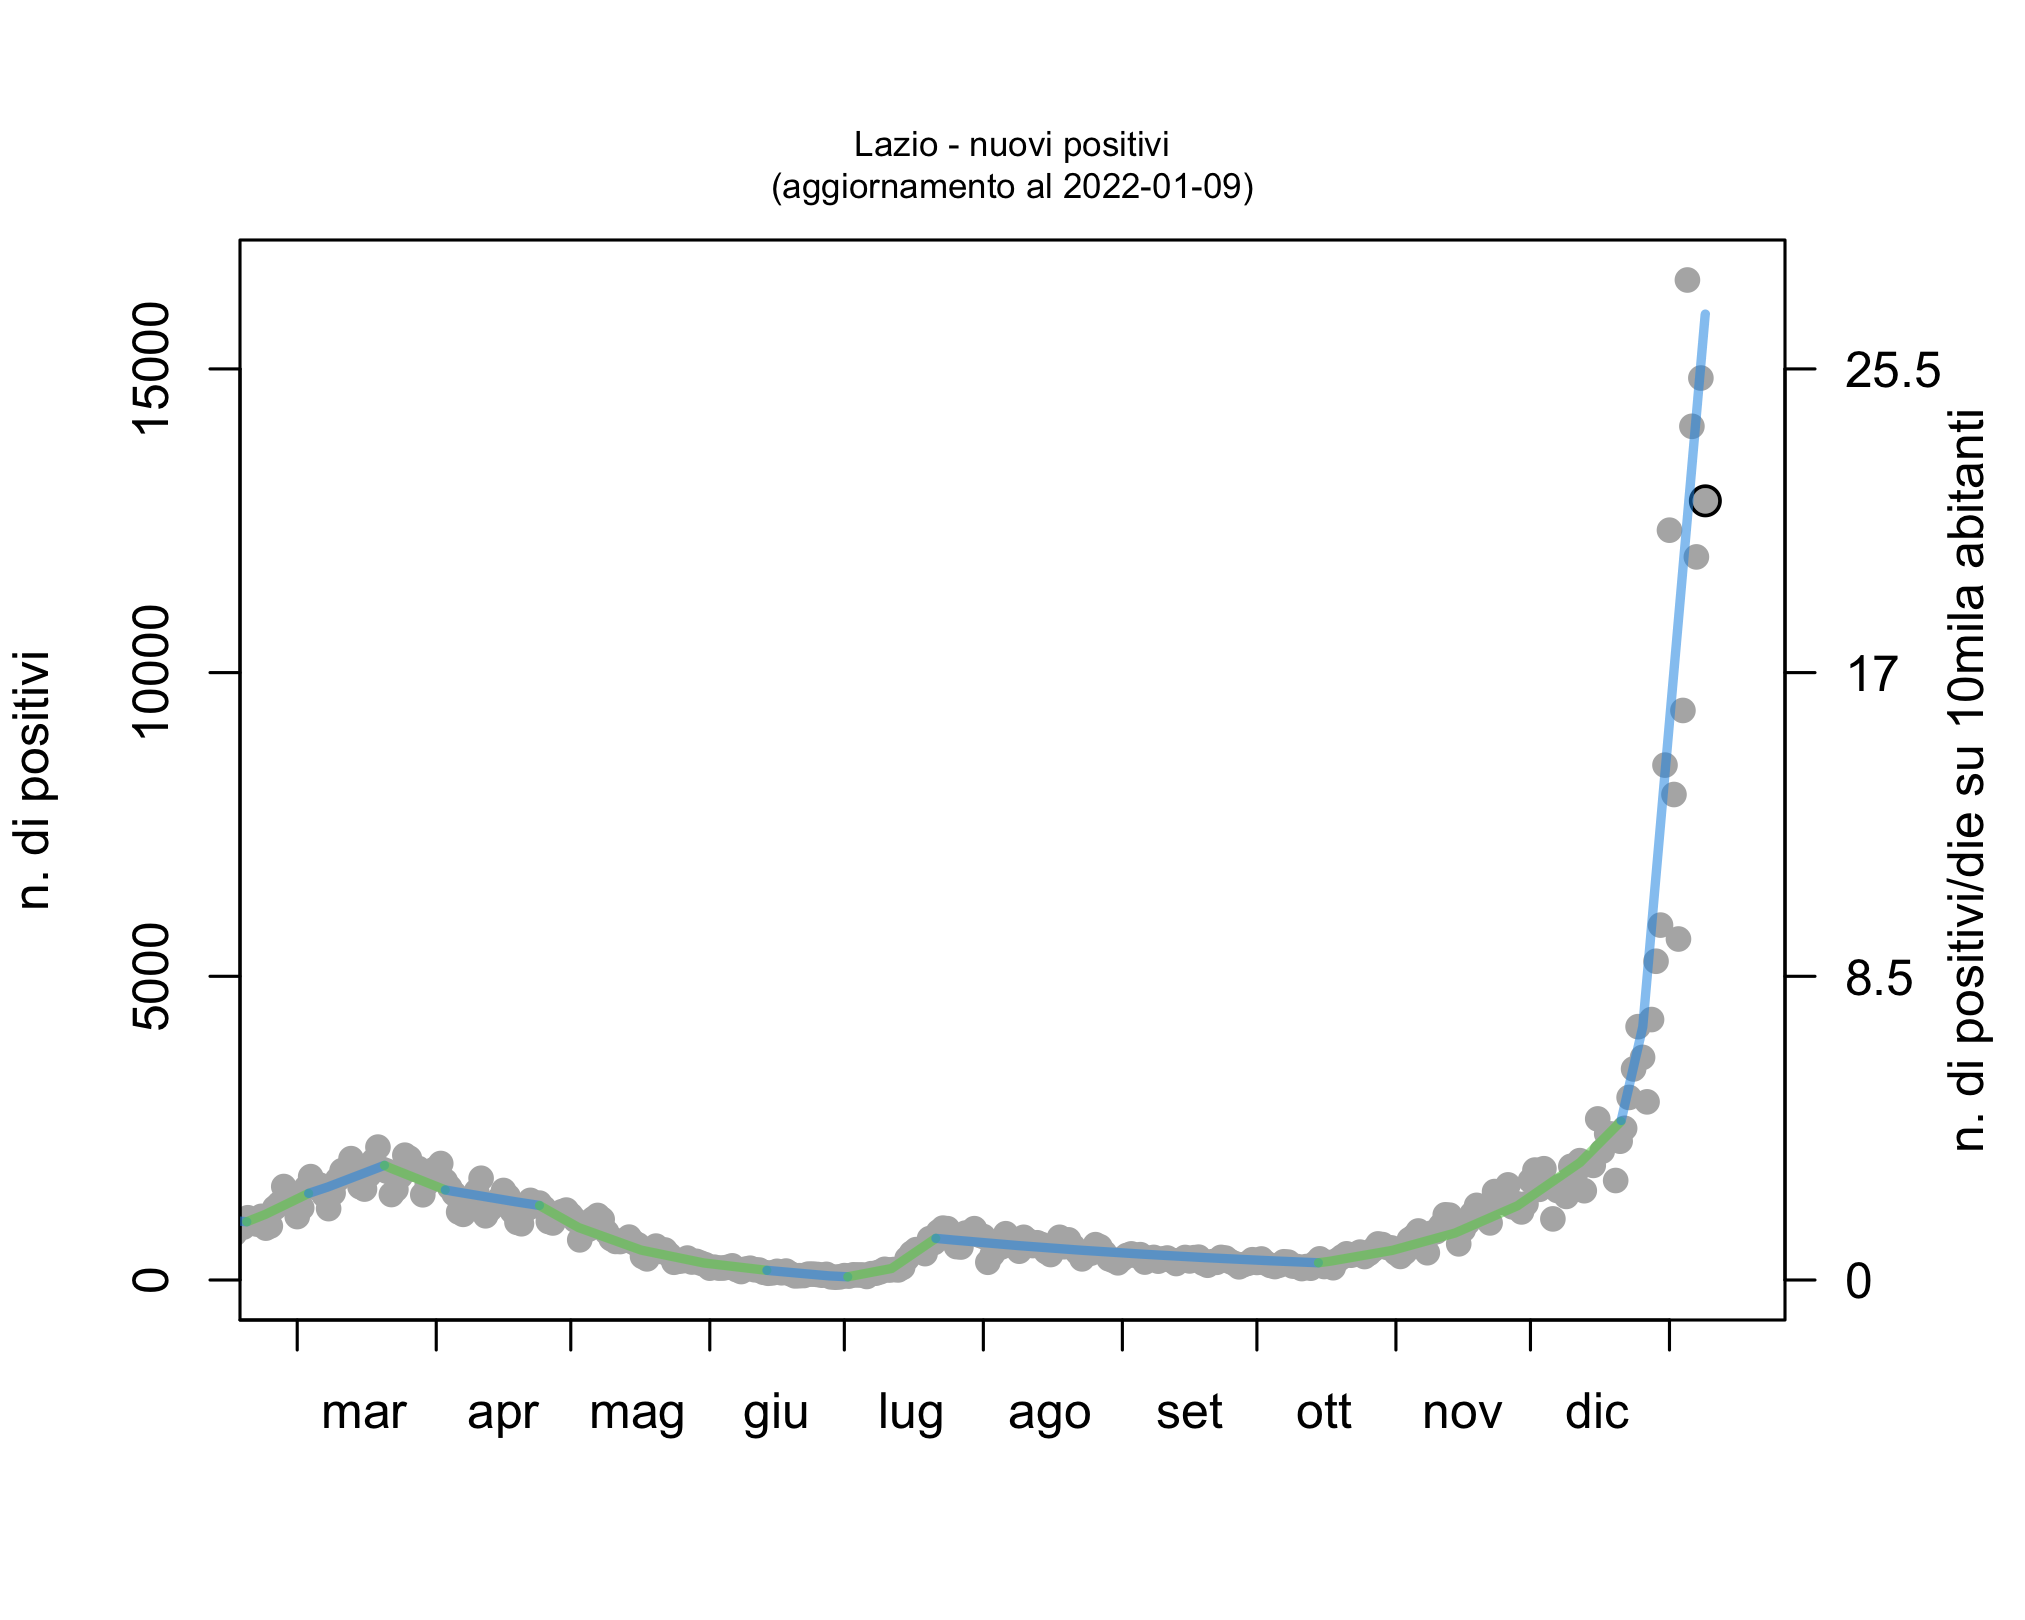 Lazio - nuovi positivi
(aggiornamento al 2022-01-09)
n. di positivi
15000
10000
5000
0
25.5
17
8.5
0
n. di positivi/die su 10mila abitanti
mar apr mag giu lug ago set ott nov dic